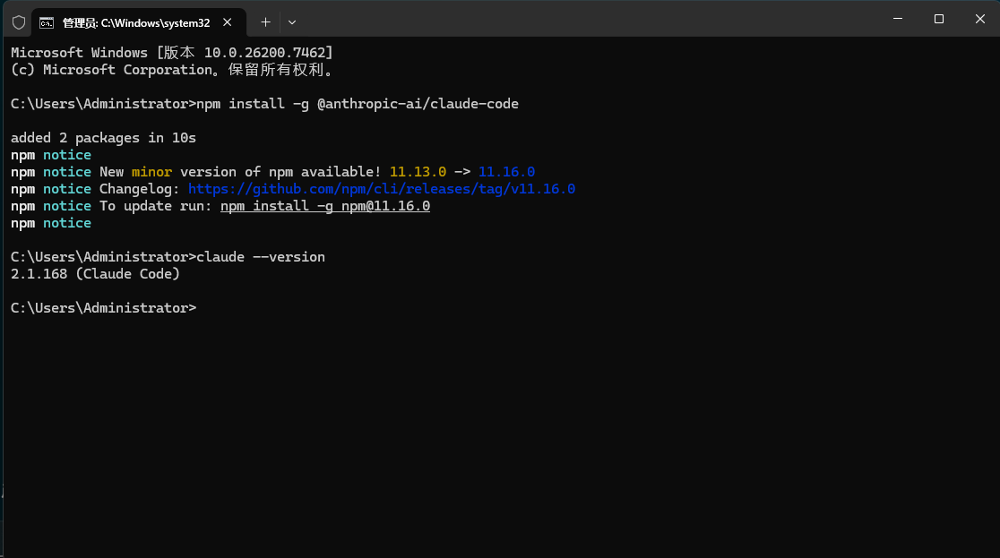 管理员: C:\Windows\system32
Microsoft Windows [版本 10.0.26200.7462]
(c) Microsoft Corporation。保留所有权利。
C:\Users\Administrator>npm install -g @anthropic-ai/claude-code
added 2 packages in 10s
npm notice
npm notice New minor version of npm available! 11.13.0 -> 11.16.0
npm notice Changelog: https://github.com/npm/cli/releases/tag/v11.16.0
npm notice To update run: npm install -g npm@11.16.0
npm notice
C:\Users\Administrator>claude --version
2.1.168 (Claude Code)
C:\Users\Administrator>